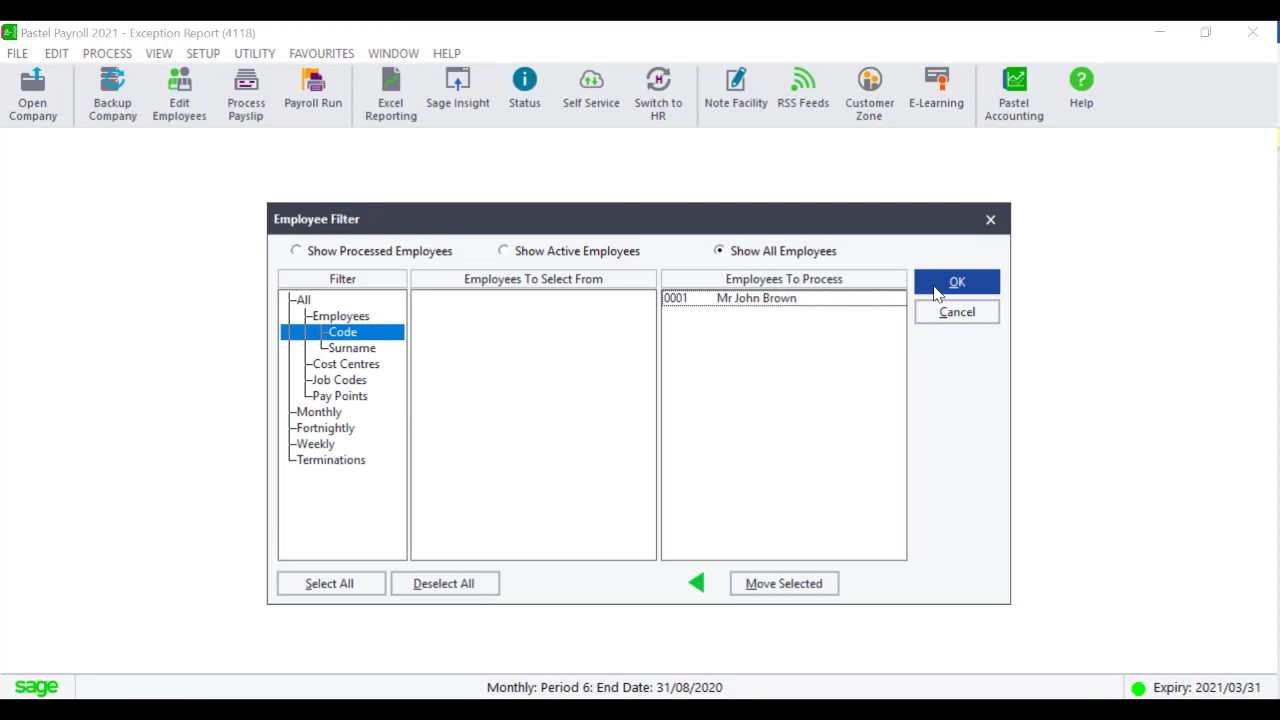 Pastel Payroll 2021 - Exception Report (4118)
FILE EDIT PROCESS VIEW SETUP UTILITY FAVOURITES WINDOW HELP
Open Company
Backup Company
Edit Employees
Process Payslip
Payroll Run
Excel Reporting
Sage Insight
Status
Self Service
Switch to HR
Note Facility
RSS Feeds
Customer Zone
E-Learning
Pastel Accounting
Help
Employee Filter
Show Processed Employees Show Active Employees Show All Employees
Filter Employees To Select From Employees To Process
OK
Cancel
0001 Mr John Brown
All
Employees
Code
Surname
Cost Centres
Job Codes
Pay Points
Monthly
Fortnightly
Weekly
Terminations
Select All Deselect All Move Selected
sage Monthly: Period 6: End Date: 31/08/2020 Expiry: 2021/03/31